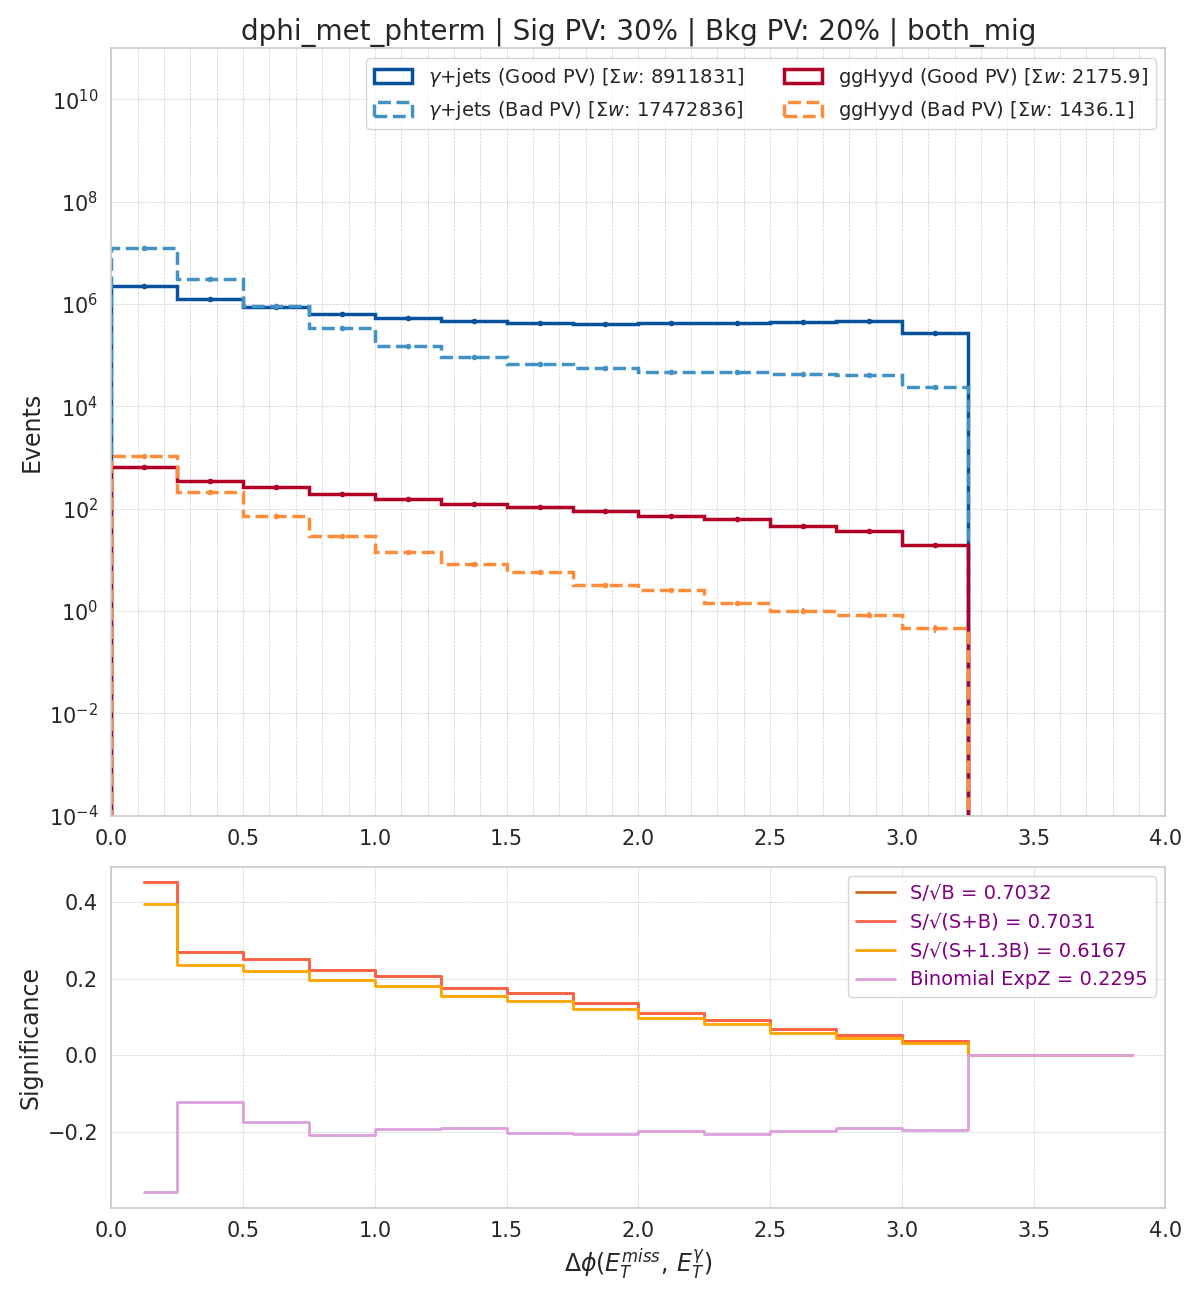 dphi_met_phterm | Sig PV: 30% | Bkg PV: 20% | both_mig
γ+jets (Good PV) [Σw: 8911831]
γ+jets (Bad PV) [Σw: 17472836]
ggHyyd (Good PV) [Σw: 2175.9]
ggHyyd (Bad PV) [Σw: 1436.1]
Events
10^10
10^8
10^6
10^4
10^2
10^0
10^−2
10^−4
0.0 0.5 1.0 1.5 2.0 2.5 3.0 3.5 4.0
S/√B = 0.7032
S/√(S+B) = 0.7031
S/√(S+1.3B) = 0.6167
Binomial ExpZ = 0.2295
Significance
0.4
0.2
0.0
−0.2
0.0 0.5 1.0 1.5 2.0 2.5 3.0 3.5 4.0
Δϕ(E_T^miss, E_T^γ)